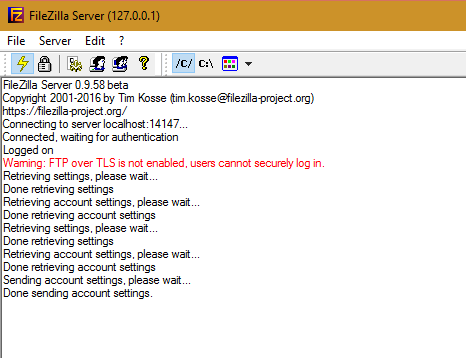 FileZilla Server (127.0.0.1)
File Server Edit ?
/C/ C:\
FileZilla Server 0.9.58 beta
Copyright 2001-2016 by Tim Kosse (tim.kosse@filezilla-project.org)
https://filezilla-project.org/
Connecting to server localhost:14147...
Connected, waiting for authentication
Logged on
Warning: FTP over TLS is not enabled, users cannot securely log in.
Retrieving settings, please wait...
Done retrieving settings
Retrieving account settings, please wait...
Done retrieving account settings
Retrieving settings, please wait...
Done retrieving settings
Retrieving account settings, please wait...
Done retrieving account settings
Sending account settings, please wait...
Done sending account settings.